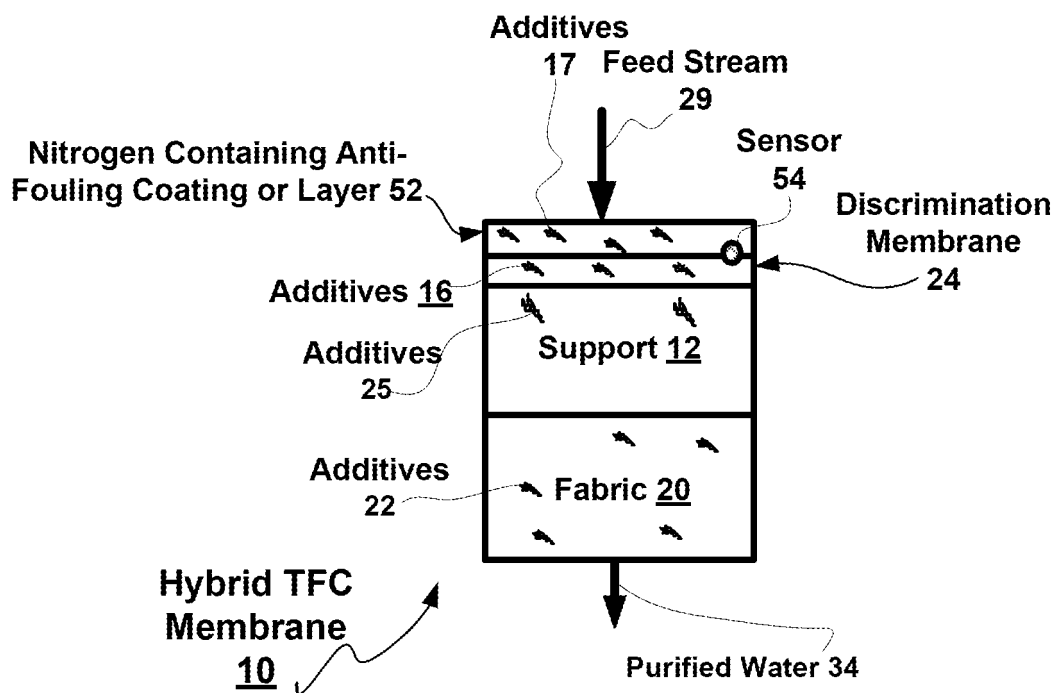 Additives
17
Feed Stream
29
Sensor
54
Nitrogen Containing Anti-
Fouling Coating or Layer 52
Discrimination
Membrane
24
Additives 16
Additives
25
Support 12
Additives
22
Fabric 20
Hybrid TFC
Membrane
10
Purified Water 34